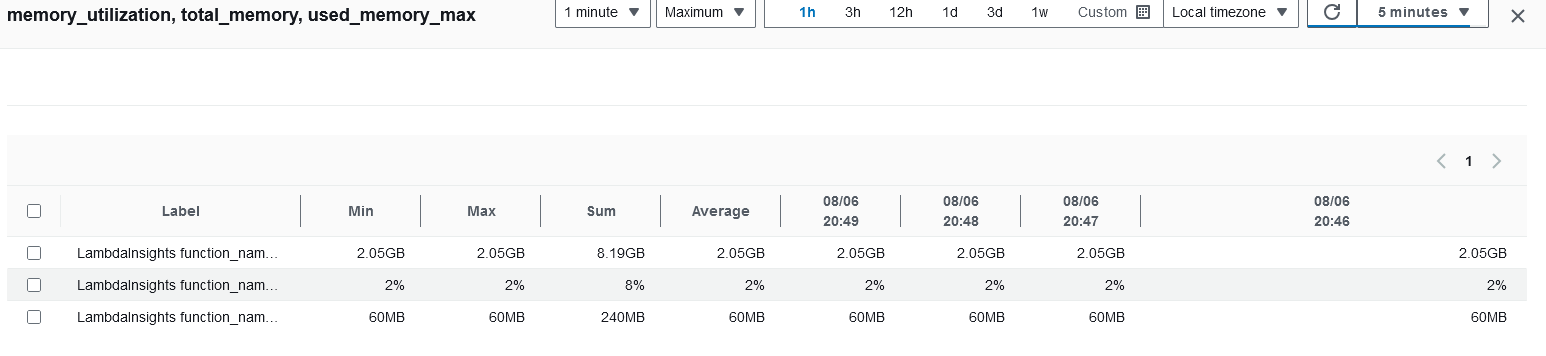 memory_utilization, total_memory, used_memory_max 1 minute Maximum 1h 3h 12h 1d 3d 1w Custom Local timezone 5 minutes
1
Label Min Max Sum Average 08/06 20:49 08/06 20:48 08/06 20:47 08/06 20:46
LambdaInsights function_nam... 2.05GB 2.05GB 8.19GB 2.05GB 2.05GB 2.05GB 2.05GB 2.05GB
LambdaInsights function_nam... 2% 2% 8% 2% 2% 2% 2% 2%
LambdaInsights function_nam... 60MB 60MB 240MB 60MB 60MB 60MB 60MB 60MB